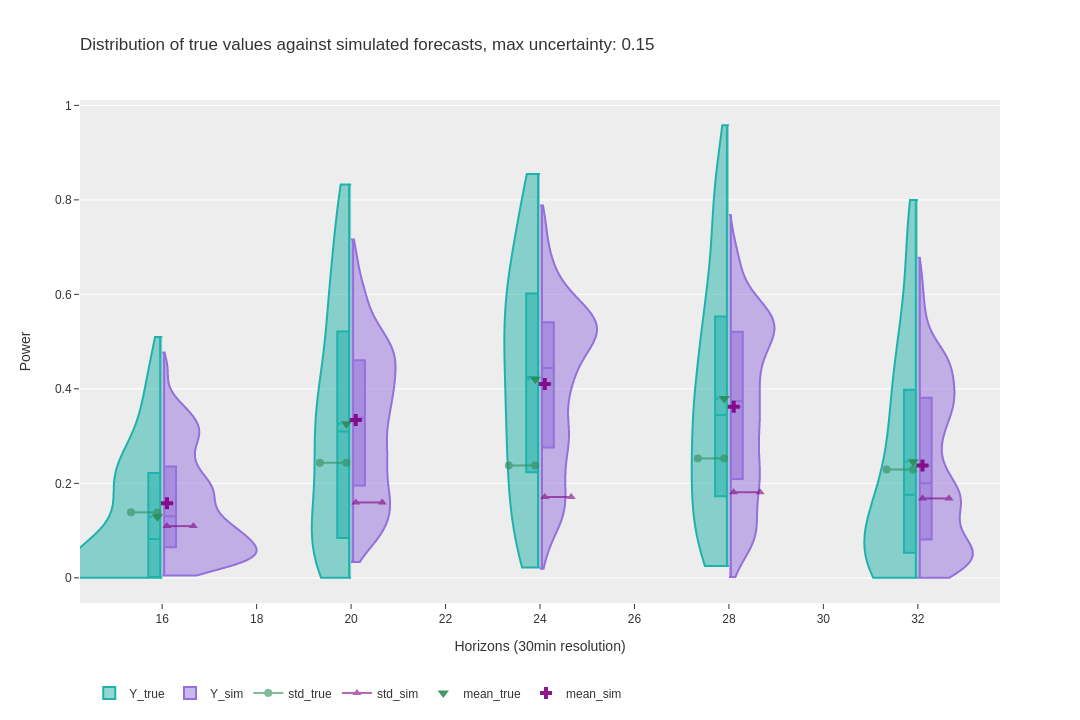 Distribution of true values against simulated forecasts, max uncertainty: 0.15
1
0.8
0.6
0.4
0.2
0
Power
16 18 20 22 24 26 28 30 32
Horizons (30min resolution)
Y_true Y_sim std_true std_sim mean_true mean_sim